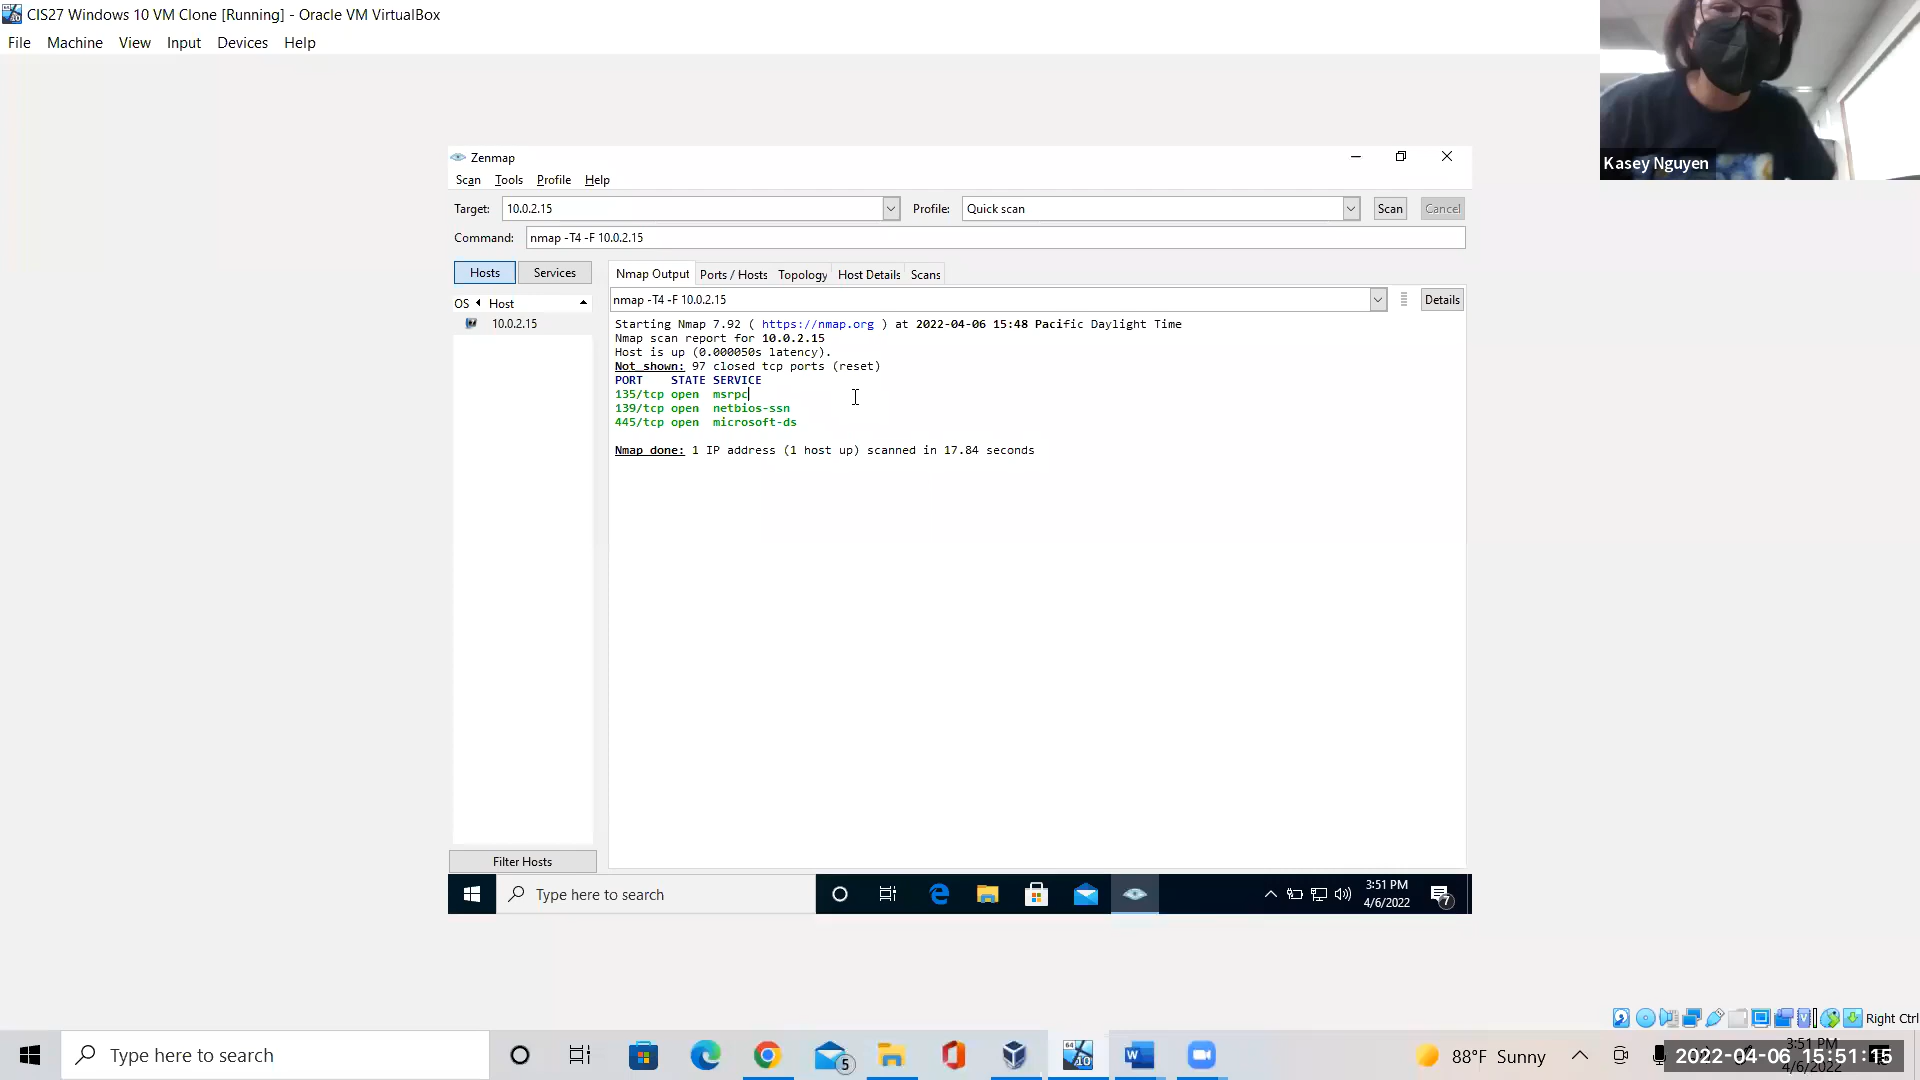 CIS27 Windows 10 VM Clone [Running] - Oracle VM VirtualBox
File Machine View Input Devices Help
Kasey Nguyen
Zenmap
Scan Tools Profile Help
Target: 10.0.2.15 Profile: Quick scan Scan Cancel
Command: nmap -T4 -F 10.0.2.15
Hosts Services
Nmap Output Ports / Hosts Topology Host Details Scans
OS Host
10.0.2.15
nmap -T4 -F 10.0.2.15 Details
Starting Nmap 7.92 ( https://nmap.org ) at 2022-04-06 15:48 Pacific Daylight Time
Nmap scan report for 10.0.2.15
Host is up (0.000050s latency).
Not shown: 97 closed tcp ports (reset)
PORT STATE SERVICE
135/tcp open msrpc
139/tcp open netbios-ssn
445/tcp open microsoft-ds
Nmap done: 1 IP address (1 host up) scanned in 17.84 seconds
Filter Hosts
Type here to search
3:51 PM
4/6/2022
7
Right Ctrl
Type here to search
5
88°F Sunny
3:51 PM
4/6/2022
2022-04-06 15:51:15